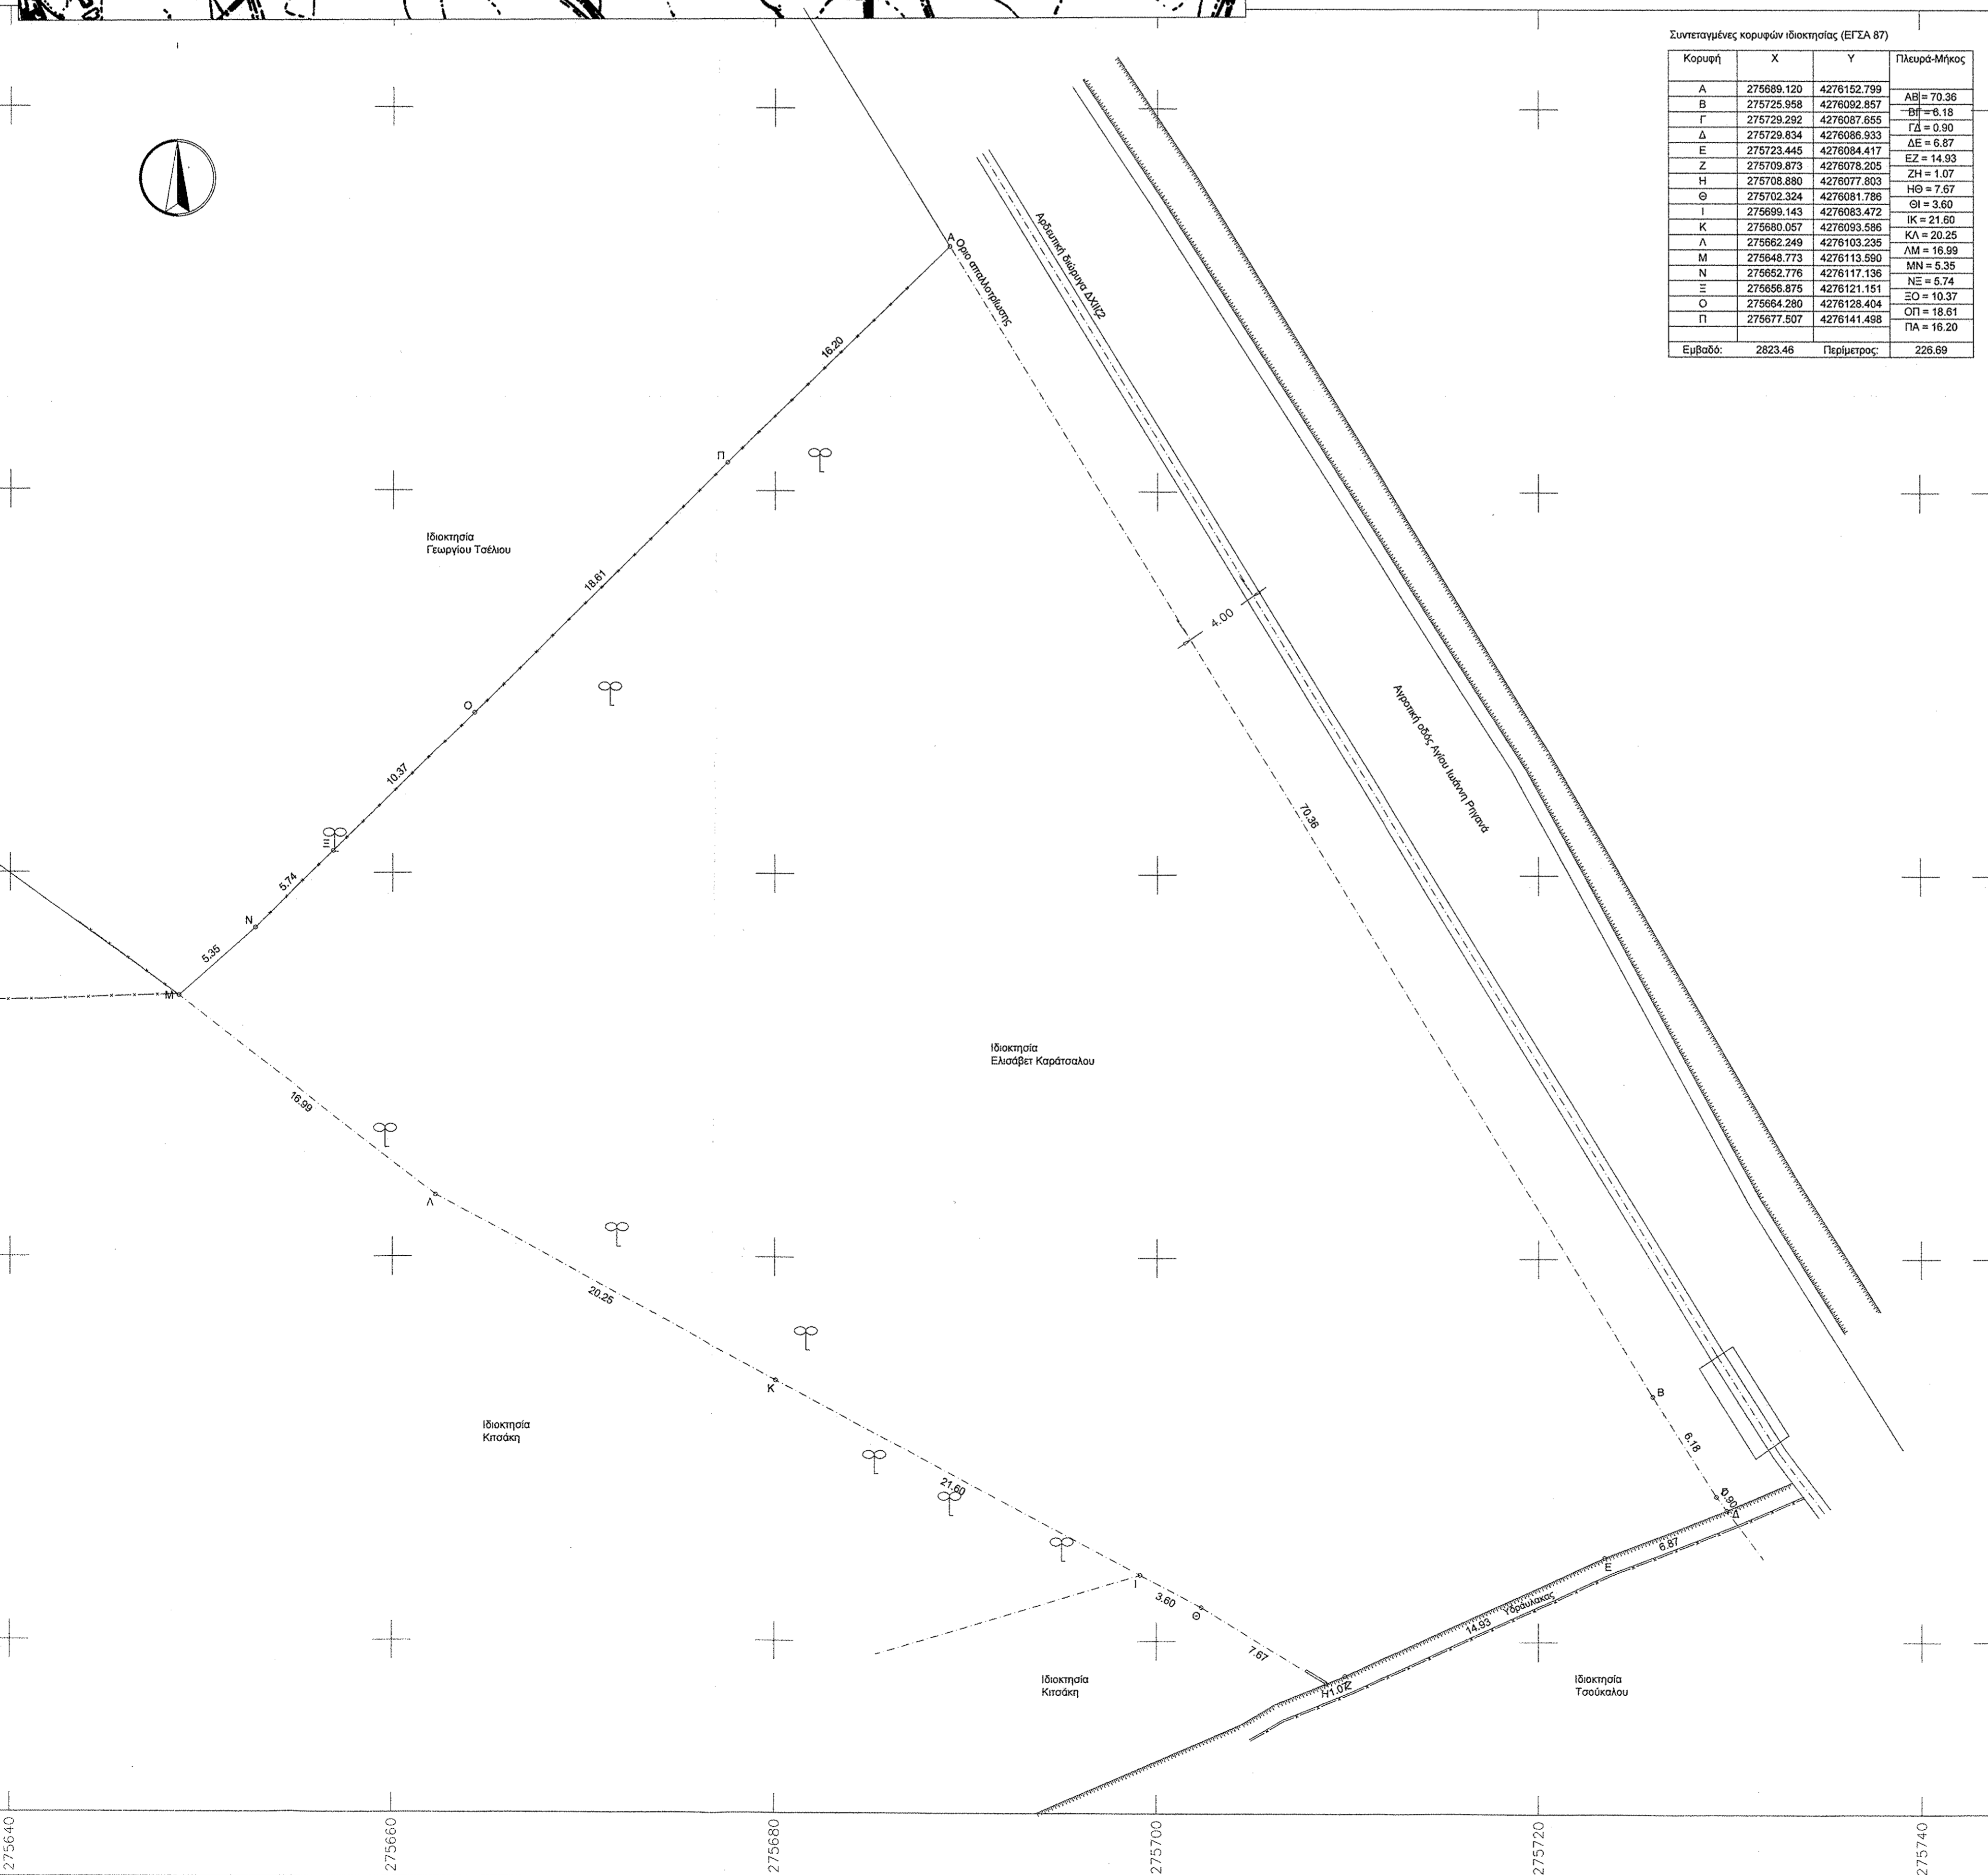 Συντεταγμένες κορυφών ιδιοκτησίας (ΕΓΣΑ 87)
Κορυφή X Y Πλευρά-Μήκος
Α 275689.120 4276152.799
ΑΒ = 70.36
Β 275725.958 4276092.857
ΒΓ = 6.18
Γ 275729.292 4276087.655
ΓΔ = 0.90
Δ 275729.834 4276086.933
ΔΕ = 6.87
Ε 275723.445 4276084.417
ΕΖ = 14.93
Ζ 275709.873 4276078.205
ΖΗ = 1.07
Η 275708.880 4276077.803
ΗΘ = 7.67
Θ 275702.324 4276081.786
ΘΙ = 3.60
Ι 275699.143 4276083.472
ΙΚ = 21.60
Κ 275680.057 4276093.586
ΚΛ = 20.25
Λ 275662.249 4276103.235
ΛΜ = 16.99
Μ 275648.773 4276113.590
ΜΝ = 5.35
Ν 275652.776 4276117.136
ΝΞ = 5.74
Ξ 275656.875 4276121.151
ΞΟ = 10.37
Ο 275664.280 4276128.404
ΟΠ = 18.61
Π 275677.507 4276141.498
ΠΑ = 16.20
Εμβαδό: 2823.46 Περίμετρος: 226.69
Α
Οριο απαλλοτρίωσης
Αρδευτική διώρυγα ΔΧΙΙζ2
16.20
Π
Ιδιοκτησία
Γεωργίου Τσέλιου
18.61
4.00
Ο
Αγροτική οδός Αγίου Ιωάννη Ρηγανά
10.37
70.36
Ξ
5.74
Ν
5.35
Μ
Ιδιοκτησία
Ελισάβετ Καράτσαλου
16.99
Λ
20.25
Κ
Β
Ιδιοκτησία
Κιτσάκη
6.18
21.60
0.90
Δ
6.87
Ε
Ι
3.60
Θ
Υδραύλακας
14.93
7.67
Ιδιοκτησία
Κιτσάκη
Η
1.07
Ζ
Ιδιοκτησία
Τσούκαλου
275640
275660
275680
275700
275720
275740